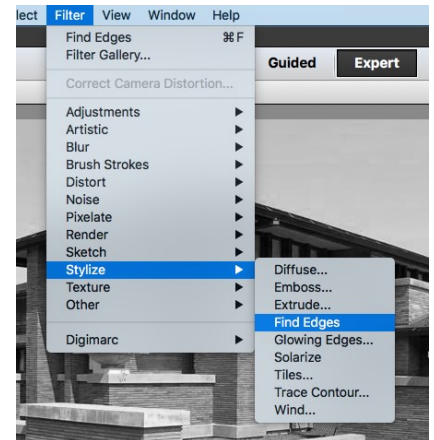 lect Filter View Window Help
Find Edges ⌘F
Filter Gallery...
Guided Expert
Correct Camera Distortion...
Adjustments
Artistic
Blur
Brush Strokes
Distort
Noise
Pixelate
Render
Sketch
Stylize
Texture
Other
Digimarc
Diffuse...
Emboss...
Extrude...
Find Edges
Glowing Edges...
Solarize
Tiles...
Trace Contour...
Wind...